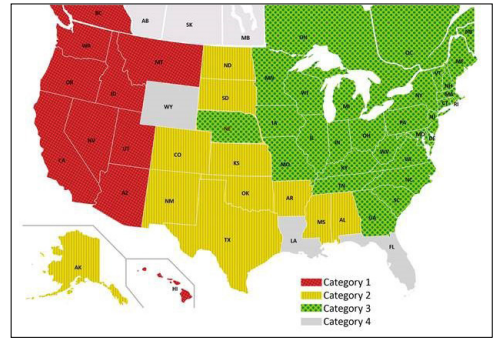 BC
AB
SK
MB
ON
QC
NB
WA
MT
ND
MN
ME
OR
ID
SD
WI
MI
VT
NH
NY
MA
CT
RI
WY
NE
IA
PA
NJ
NV
UT
CO
KS
MO
IL
IN
OH
WV
MD
DE
VA
CA
KY
NC
AZ
NM
OK
AR
TN
SC
TX
LA
MS
AL
GA
FL
AK
HI
Category 1
Category 2
Category 3
Category 4